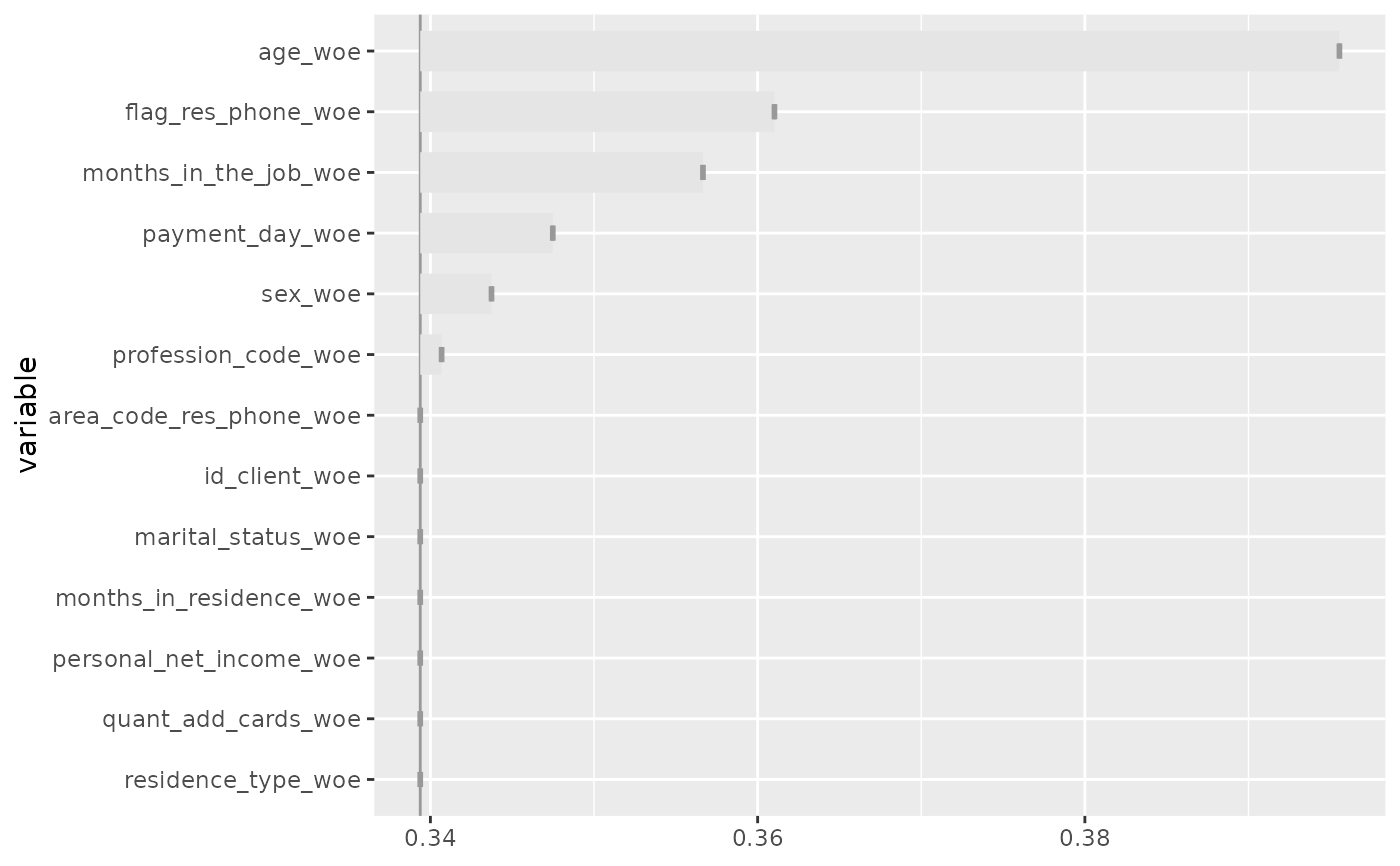 age_woe
flag_res_phone_woe
months_in_the_job_woe
payment_day_woe
sex_woe
profession_code_woe
area_code_res_phone_woe
id_client_woe
marital_status_woe
months_in_residence_woe
personal_net_income_woe
quant_add_cards_woe
residence_type_woe
variable
0.34
0.36
0.38